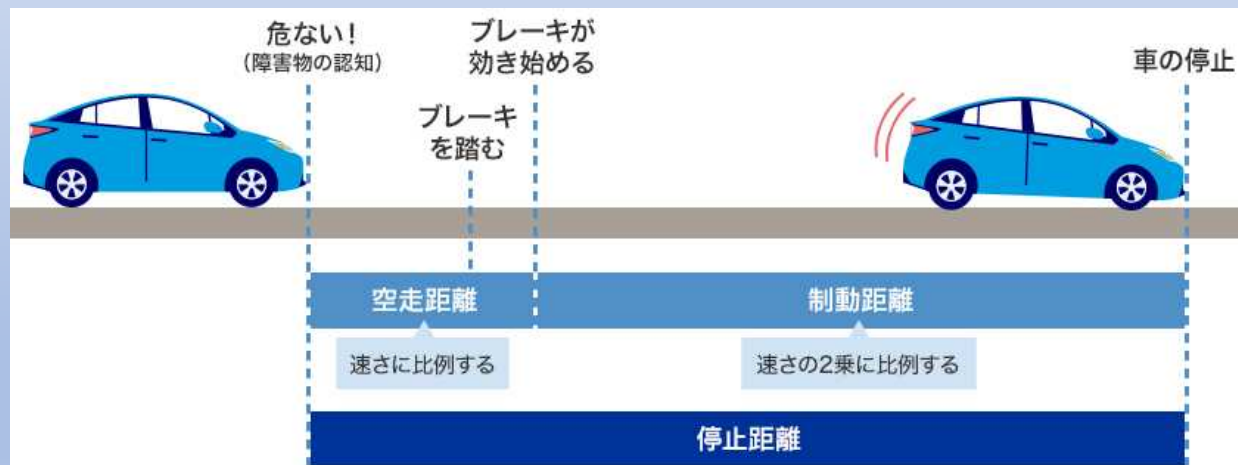 危ない！
（障害物の認知）
ブレーキが
効き始める
車の停止
ブレーキ
を踏む
空走距離
制動距離
速さに比例する
速さの2乗に比例する
停止距離